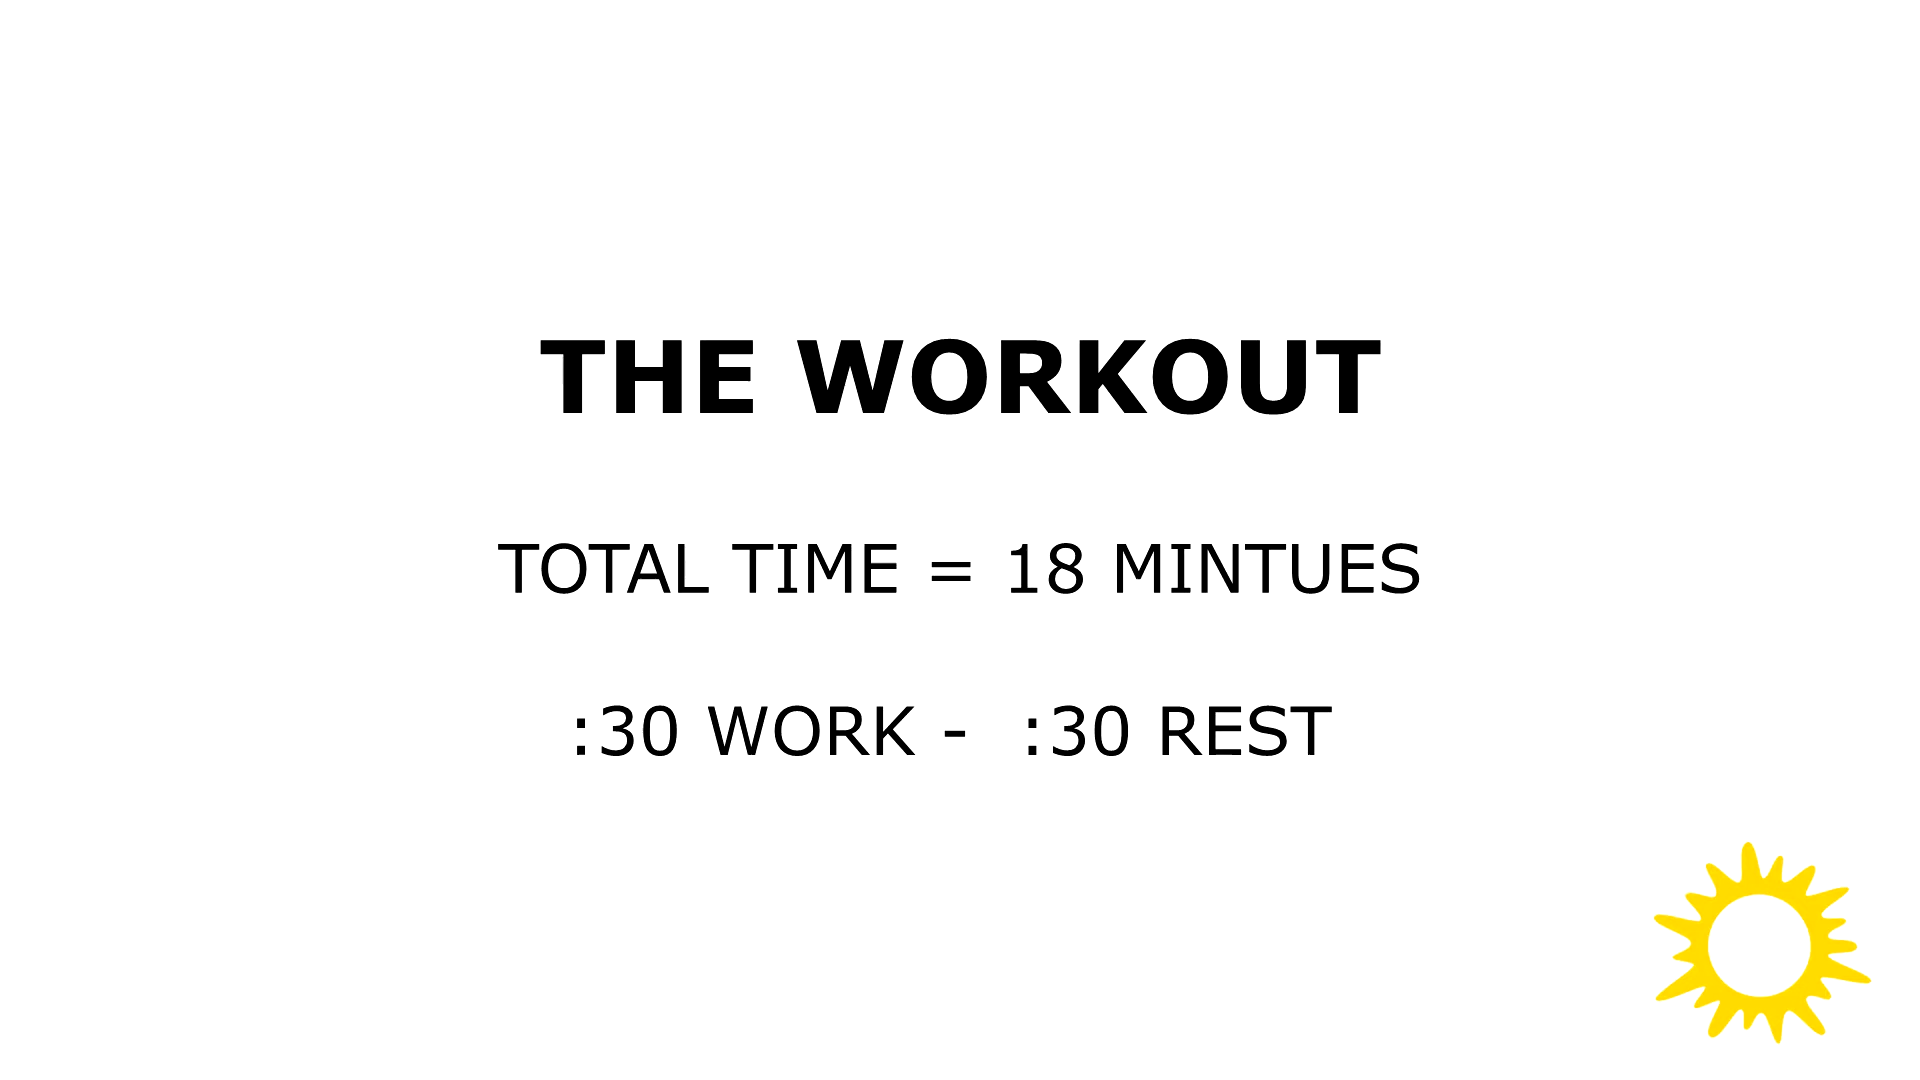 THE WORKOUT
TOTAL TIME = 18 MINTUES
:30 WORK -  :30 REST